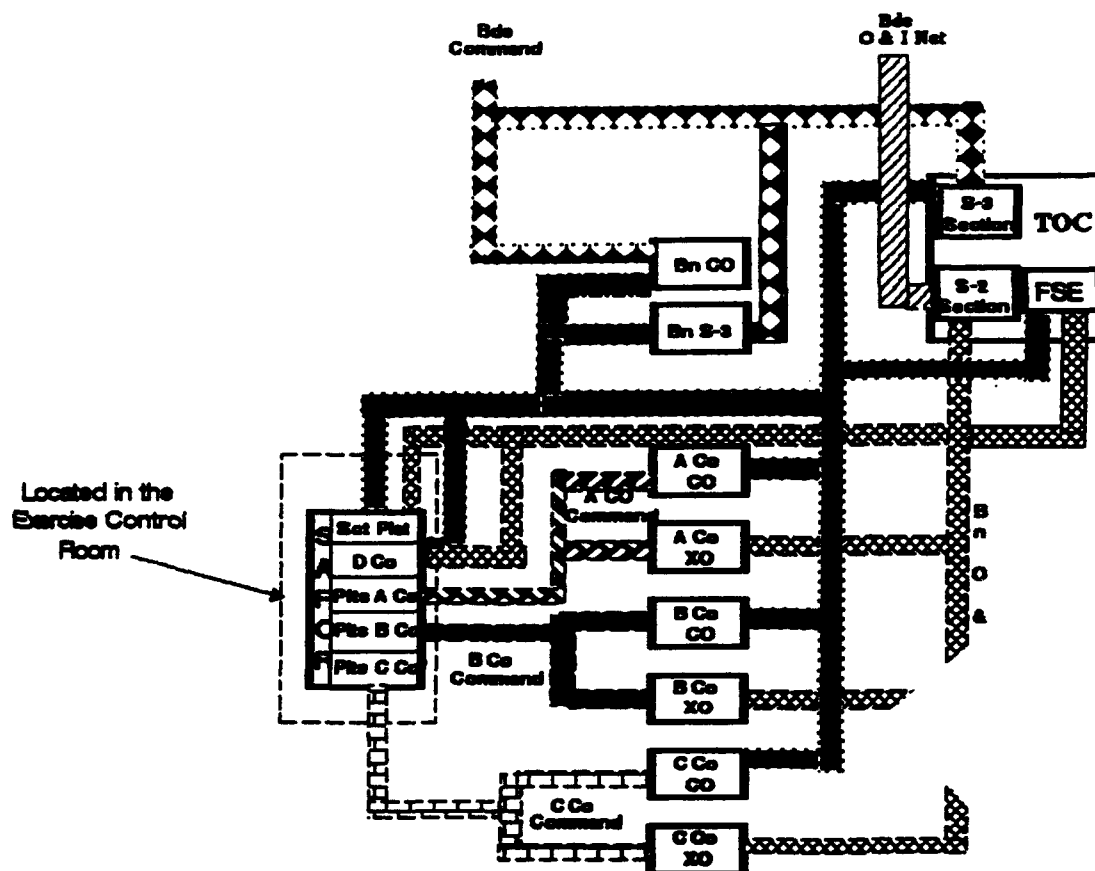 Bde
Command
Bde
O & I Net
S-3
Section
TOC
S-2
Section
FSE
Bn CO
Bn S-3
A Co
CO
A CO
Command
A Co
XO
Located in the
Exercise Control
Room
Sct Plat
D Co
Plts A Co
Plts B Co
Plts C Co
B Co
CO
B Co
Command
B Co
XO
C Co
CO
C Co
Command
C Co
XO
Bn O &